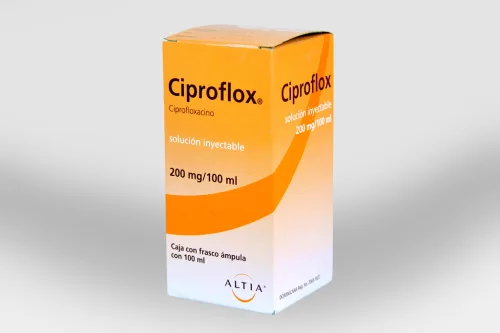 Ciproflox®
Ciprofloxacino
solución inyectable
200 mg/100 ml
Caja con frasco ámpula
con 100 ml
ALTIA®
Ciproflox
solución inyectable
200 mg/100 ml